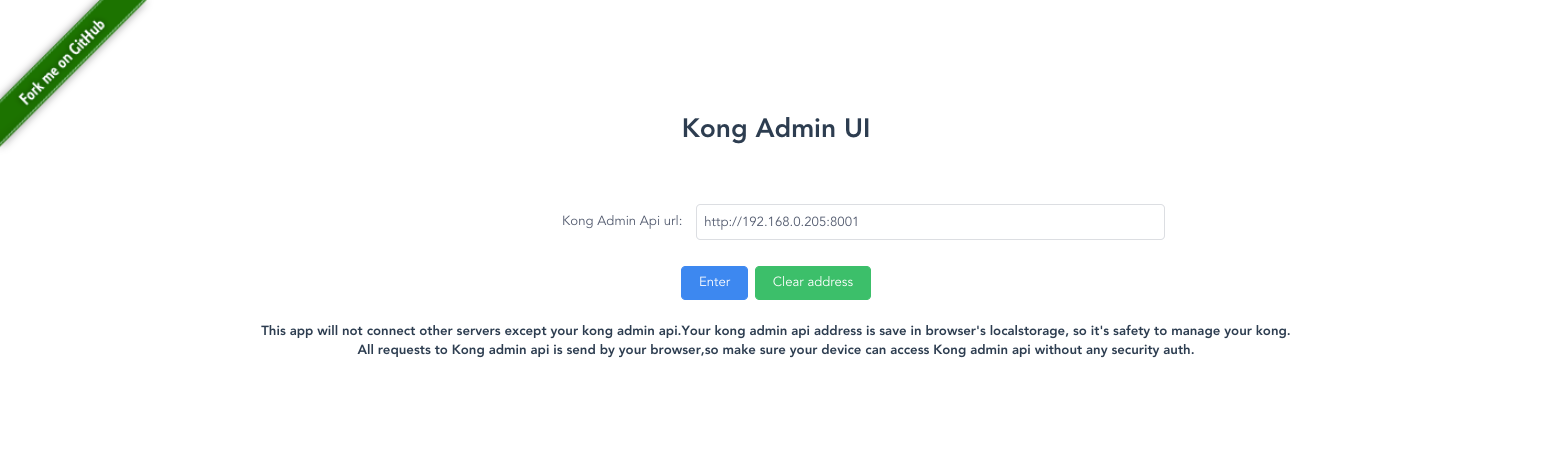 Fork me on GitHub
Kong Admin UI
Kong Admin Api url:
http://192.168.0.205:8001
Enter
Clear address
This app will not connect other servers except your kong admin api.Your kong admin api address is save in browser's localstorage, so it's safety to manage your kong.
All requests to Kong admin api is send by your browser,so make sure your device can access Kong admin api without any security auth.